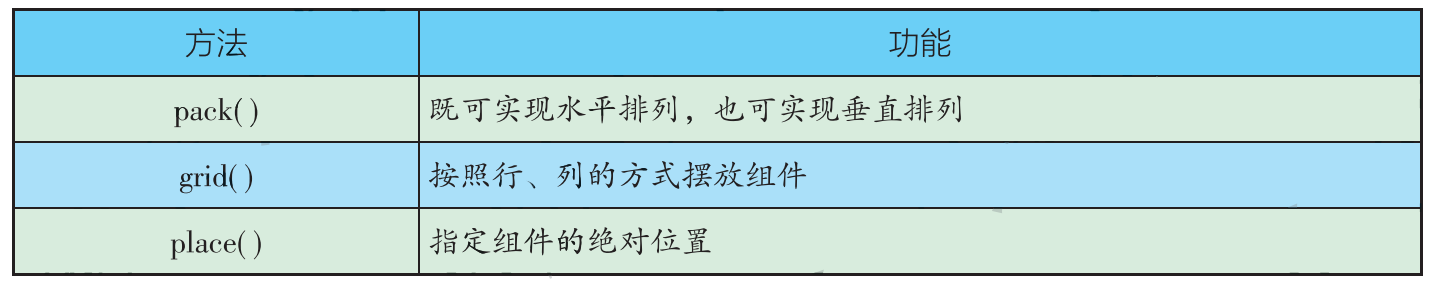 方法 功能
pack( ) 既可实现水平排列，也可实现垂直排列
grid( ) 按照行、列的方式摆放组件
place( ) 指定组件的绝对位置